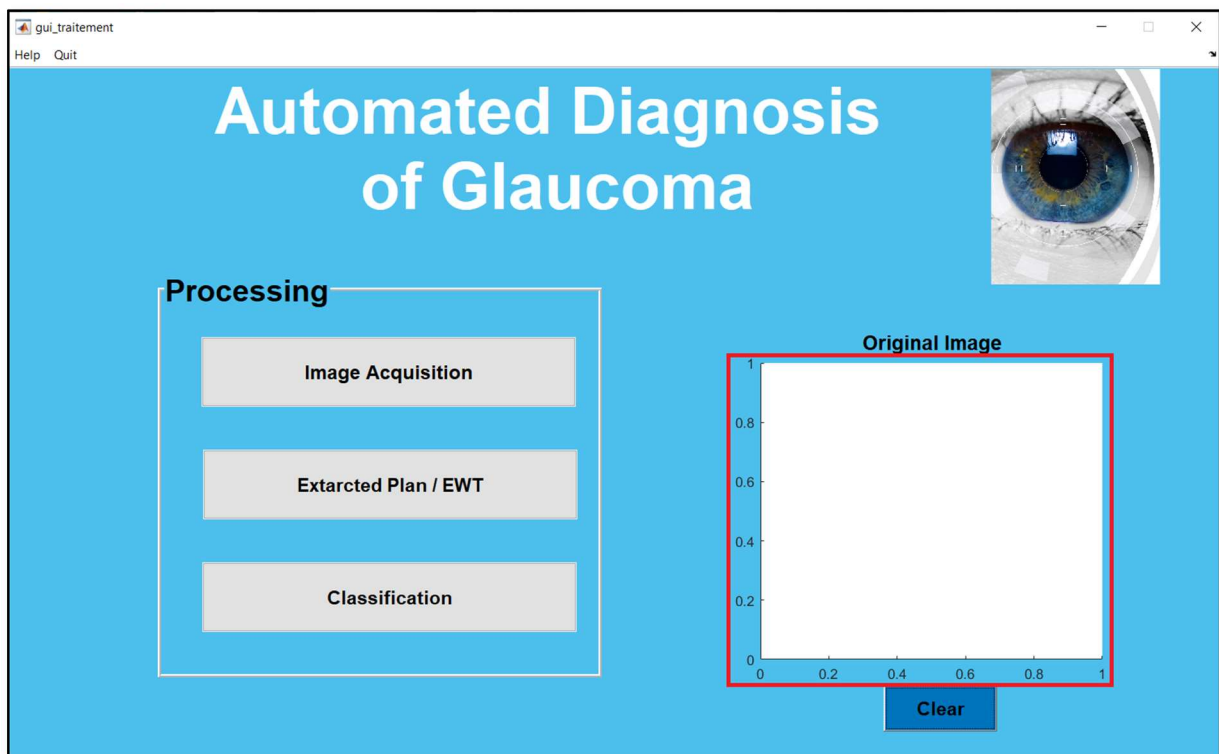 gui_traitement
Help Quit
Automated Diagnosis
of Glaucoma
Processing
Image Acquisition
Extarcted Plan / EWT
Classification
Original Image
1
0.8
0.6
0.4
0.2
0
0 0.2 0.4 0.6 0.8 1
Clear